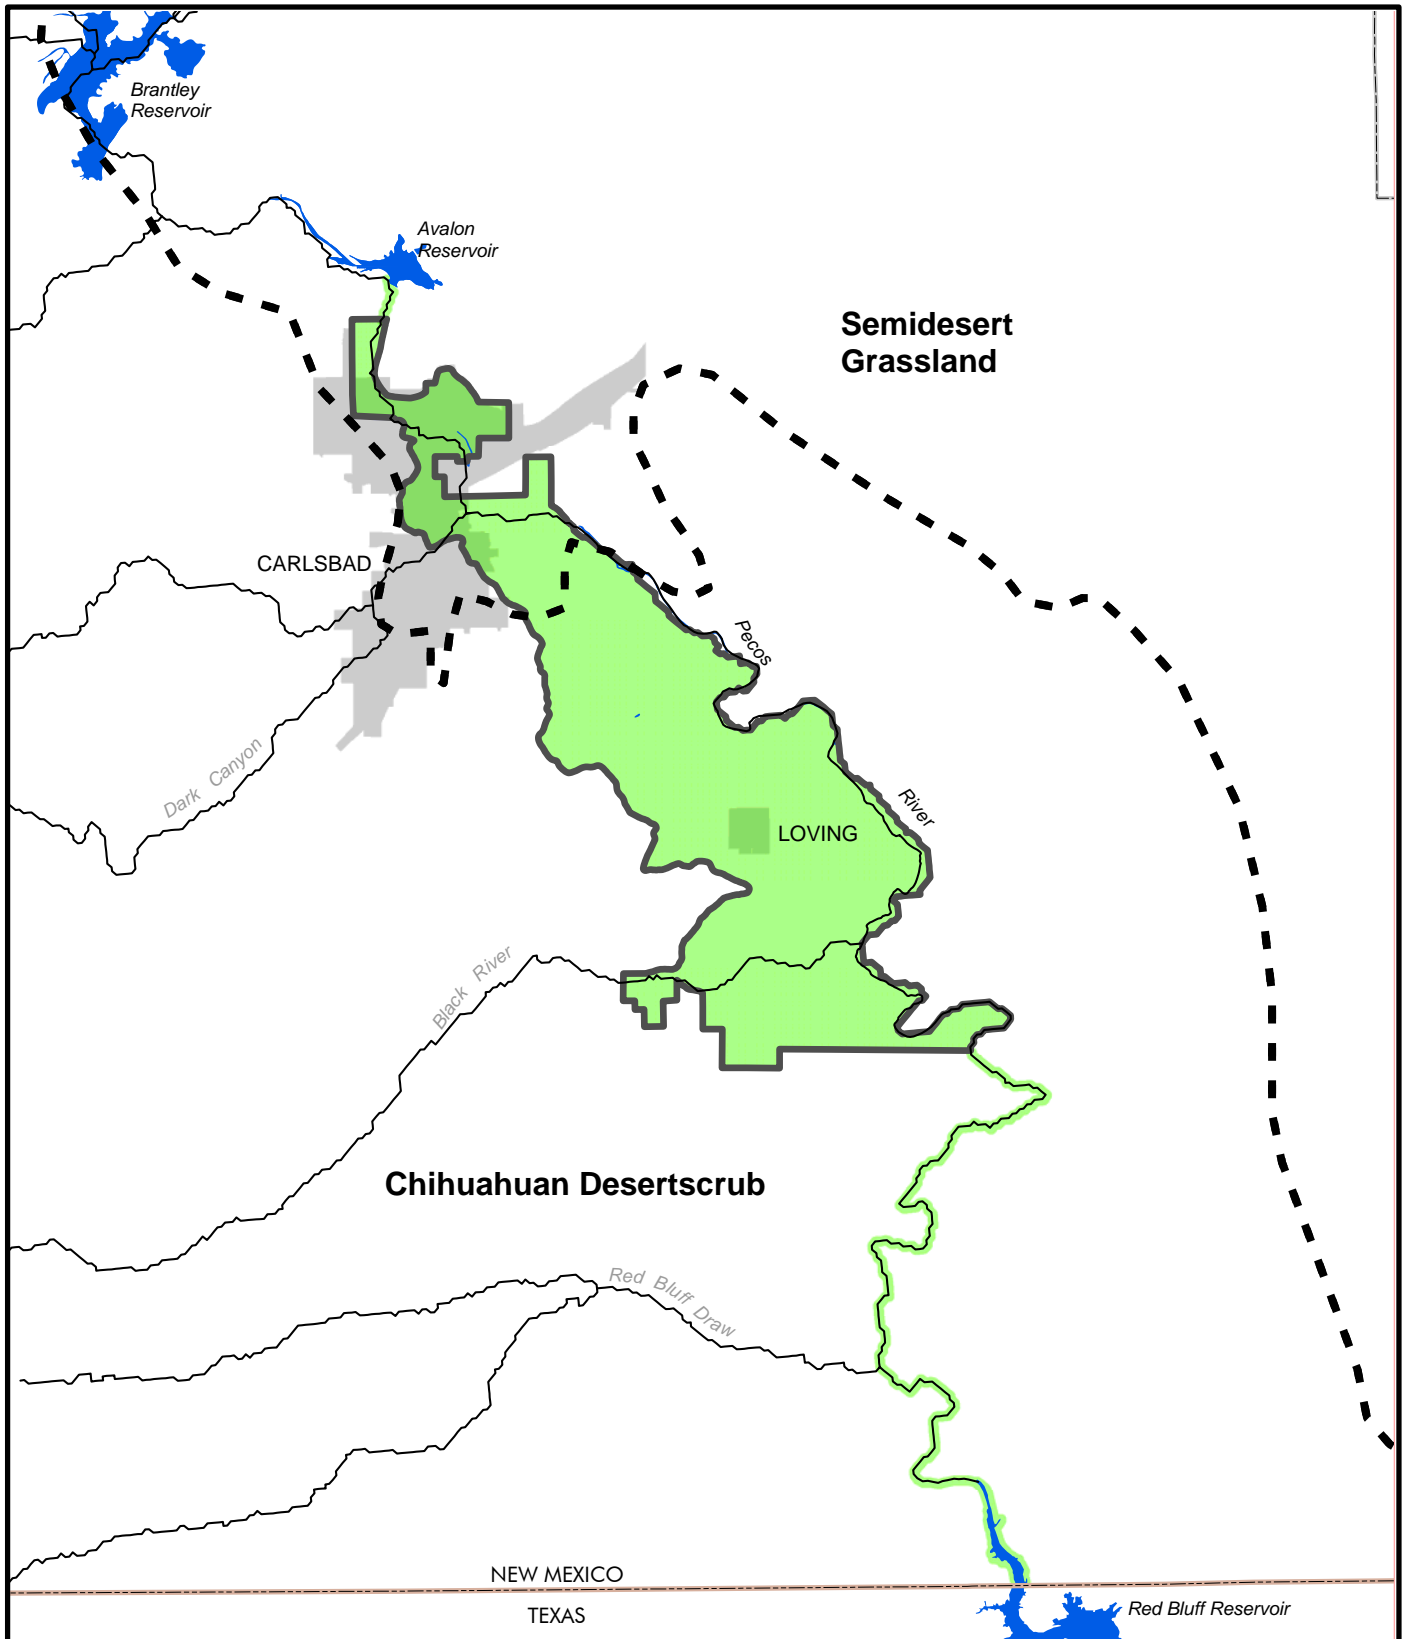 Brantley
Reservoir
Avalon
Reservoir
Semidesert
Grassland
CARLSBAD
Pecos
Dark Canyon
River
LOVING
Black River
Chihuahuan Desertscrub
Red Bluff Draw
NEW MEXICO
TEXAS
Red Bluff Reservoir